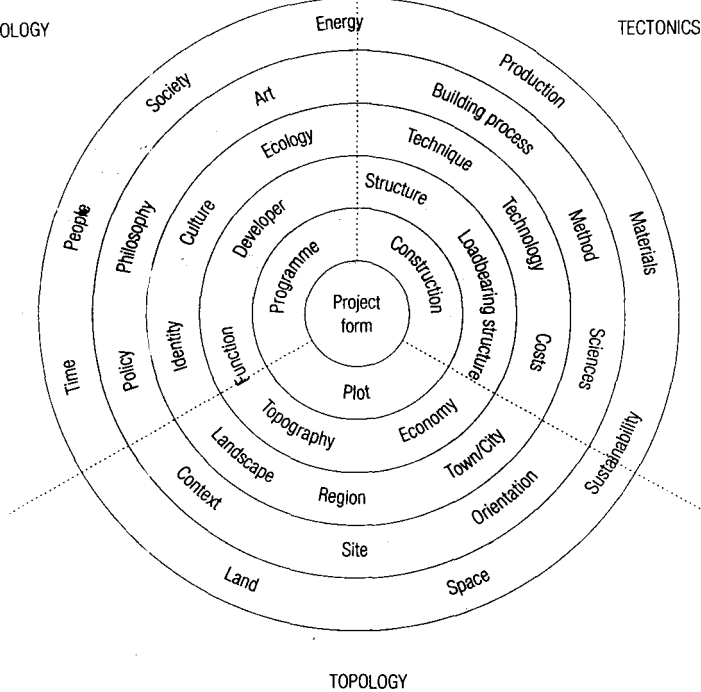 OLOGY
TECTONICS
Energy
Society
Production
Art
Building process
Ecology
Technique
People
Philosophy
Culture
Developer
Structure
Technology
Method
Materials
Programme
Construction
Loadbearing structure
Project
form
Time
Policy
Identity
Function
Costs
Sciences
Plot
Topography
Economy
Landscape
Town/City
Sustainability
Context
Region
Orientation
Site
Land
Space
TOPOLOGY